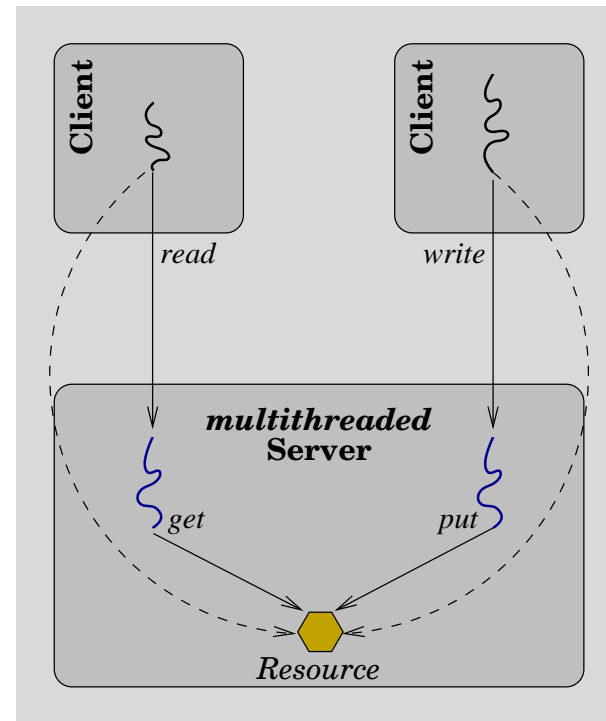 Client
Client
read
write
multithreaded
Server
get
put
Resource